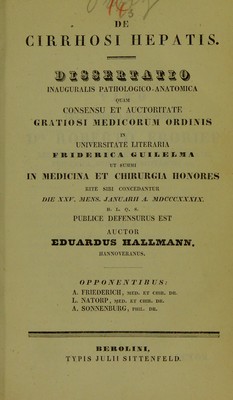 DE
CIRRHOSI HEPATIS.
DISSERTATIO
INAUGURALIS PATHOLOGICO-ANATOMICA
QUAM
CONSENSU ET AUCTORITATE
GRATIOSI MEDICORUM ORDINIS
IN
UNIVERSITATE LITERARIA
FRIDERICA GUILELMA
UT SUMMI
IN MEDICINA ET CHIRURGIA HONORES
RITE SIBI CONCEDANTUR
DIE XXV. MENS. JANUARII A. MDCCCXXXIX.
H. L. Q. S.
PUBLICE DEFENSURUS EST
AUCTOR
EDUARDUS HALLMANN,
HANNOVERANUS.
OPPONENTIBUS:
A. FRIEDERICH, MED. ET CHIR. DR.
L. NATORP, MED. ET CHIR. DR.
A. SONNENBURG, PHIL. DR.
BEROLINI,
TYPIS JULII SITTENFELD.